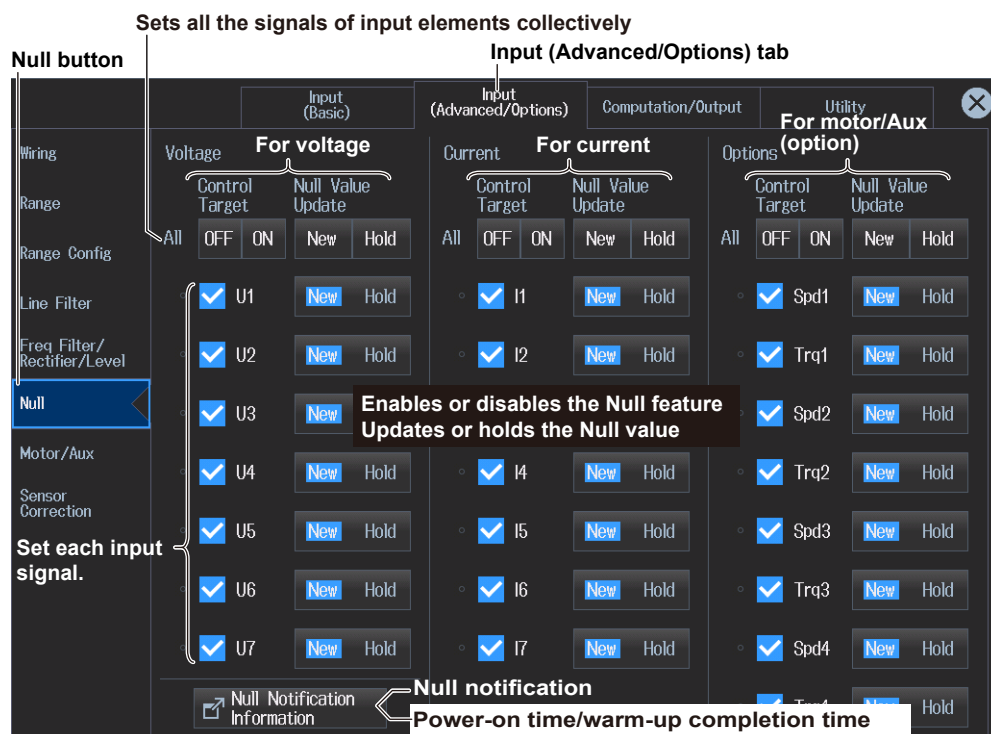 Sets all the signals of input elements collectively
Null button
Input (Advanced/Options) tab
Input
(Basic)
Input
(Advanced/Options)
Computation/Output
Utility
Wiring
Range
Range Config
Line Filter
Freq Filter/
Rectifier/Level
Null
Motor/Aux
Sensor
Correction
Set each input
signal.
Voltage
For voltage
Control
Target
Null Value
Update
All OFF ON New Hold
U1 New Hold
U2 New Hold
U3 New
U4 New Hold
U5 New Hold
U6 New Hold
U7 New Hold
Current
For current
Control
Target
Null Value
Update
All OFF ON New Hold
I1 New Hold
I2 New Hold
Enables or disables the Null feature
Updates or holds the Null value
I4 New Hold
I5 New Hold
I6 New Hold
I7 New Hold
Options
For motor/Aux
(option)
Control
Target
Null Value
Update
All OFF ON New Hold
Spd1 New Hold
Trq1 New Hold
Spd2 New Hold
Trq2 New Hold
Spd3 New Hold
Trq3 New Hold
Spd4 New Hold
Hold
Null Notification
Information
Null notification
Power-on time/warm-up completion time